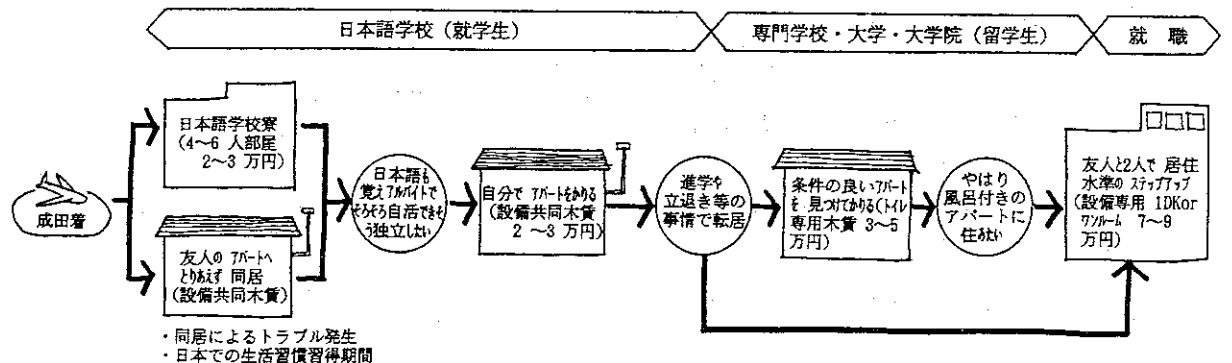 日本語学校（就学生）
専門学校・大学・大学院（留学生）
就　職
成田着
日本語学校寮
(4～6 人部屋
2～3 万円)
友人の アパートへ
とりあえず 同居
(設備共同木賃)
・同居によるトラブル発生
・日本での生活習慣習得期間
日本語も
覚えアルバイトで
そろそろ自活できそ
う独立したい
自分で アパートをかりる
(設備共同木賃
2 ～3 万円)
進学や
立退き等の
事情で転居
条件の良いアパート
を 見つけてかりる(トイレ
専用木賃 3～5
万円)
やはり
風呂付きの
アパートに
住みたい
友人と2人で 居住
水準の ステップアップ
(設備専用 1DKor
ワンルーム 7～9
万円)